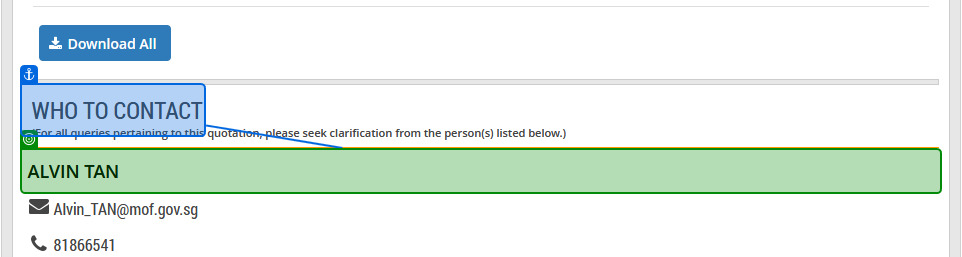 Download All
WHO TO CONTACT
(For all queries pertaining to this quotation, please seek clarification from the person(s) listed below.)
ALVIN TAN
Alvin_TAN@mof.gov.sg
81866541